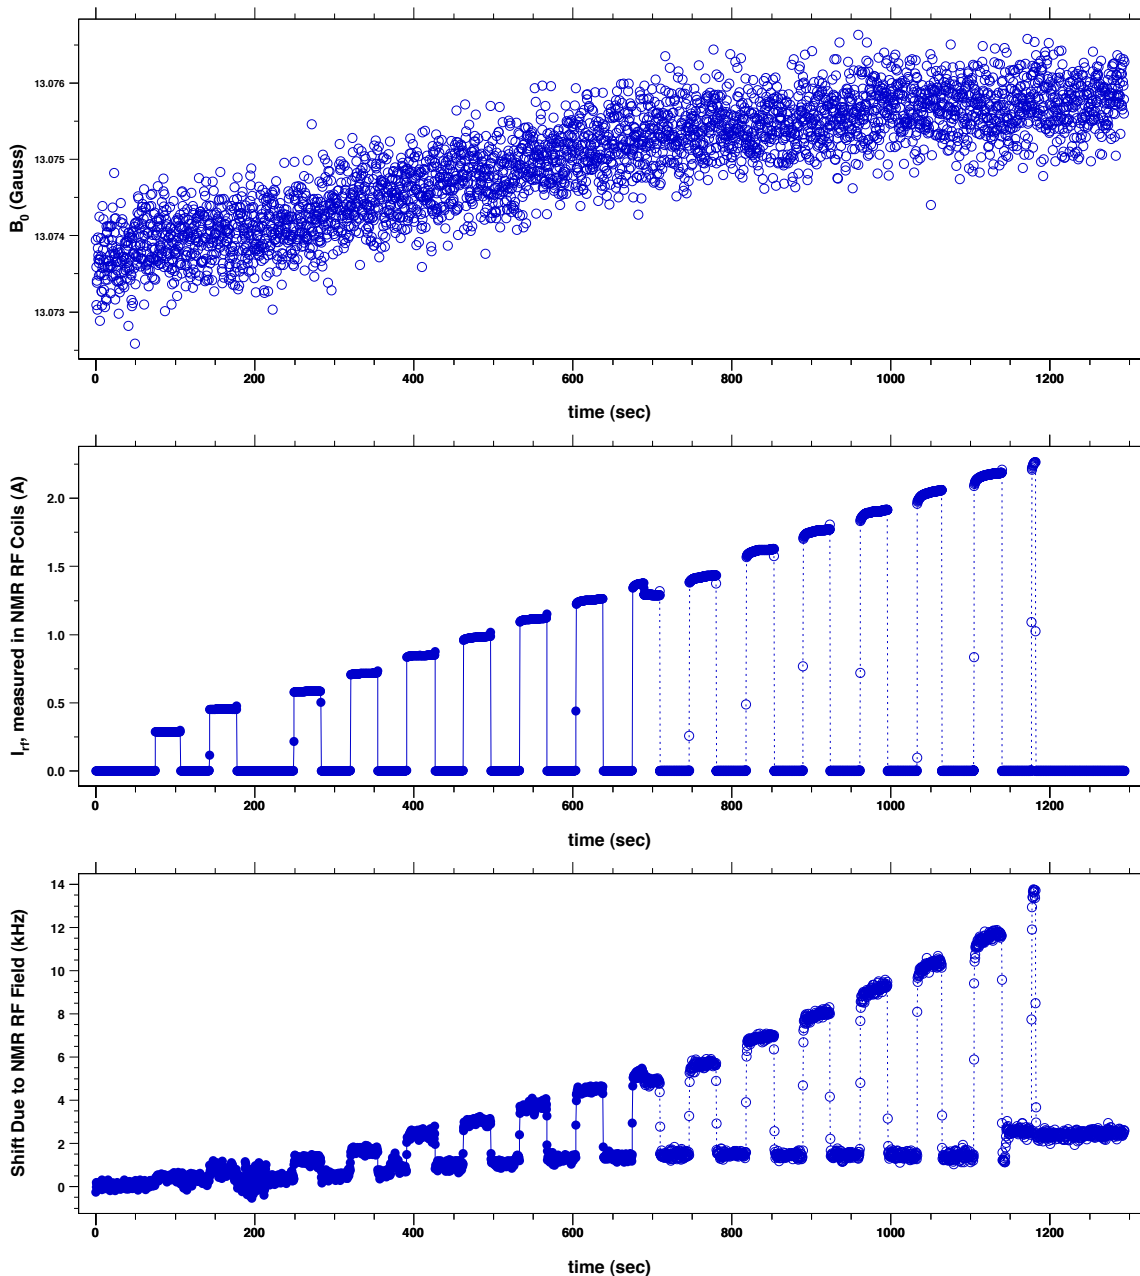 B0 (Gauss)
13.076
13.075
13.074
13.073
0 200 400 600 800 1000 1200
time (sec)
Irf, measured in NMR RF Coils (A)
2.0
1.5
1.0
0.5
0.0
0 200 400 600 800 1000 1200
time (sec)
Shift Due to NMR RF Field (kHz)
14
12
10
8
6
4
2
0
0 200 400 600 800 1000 1200
time (sec)